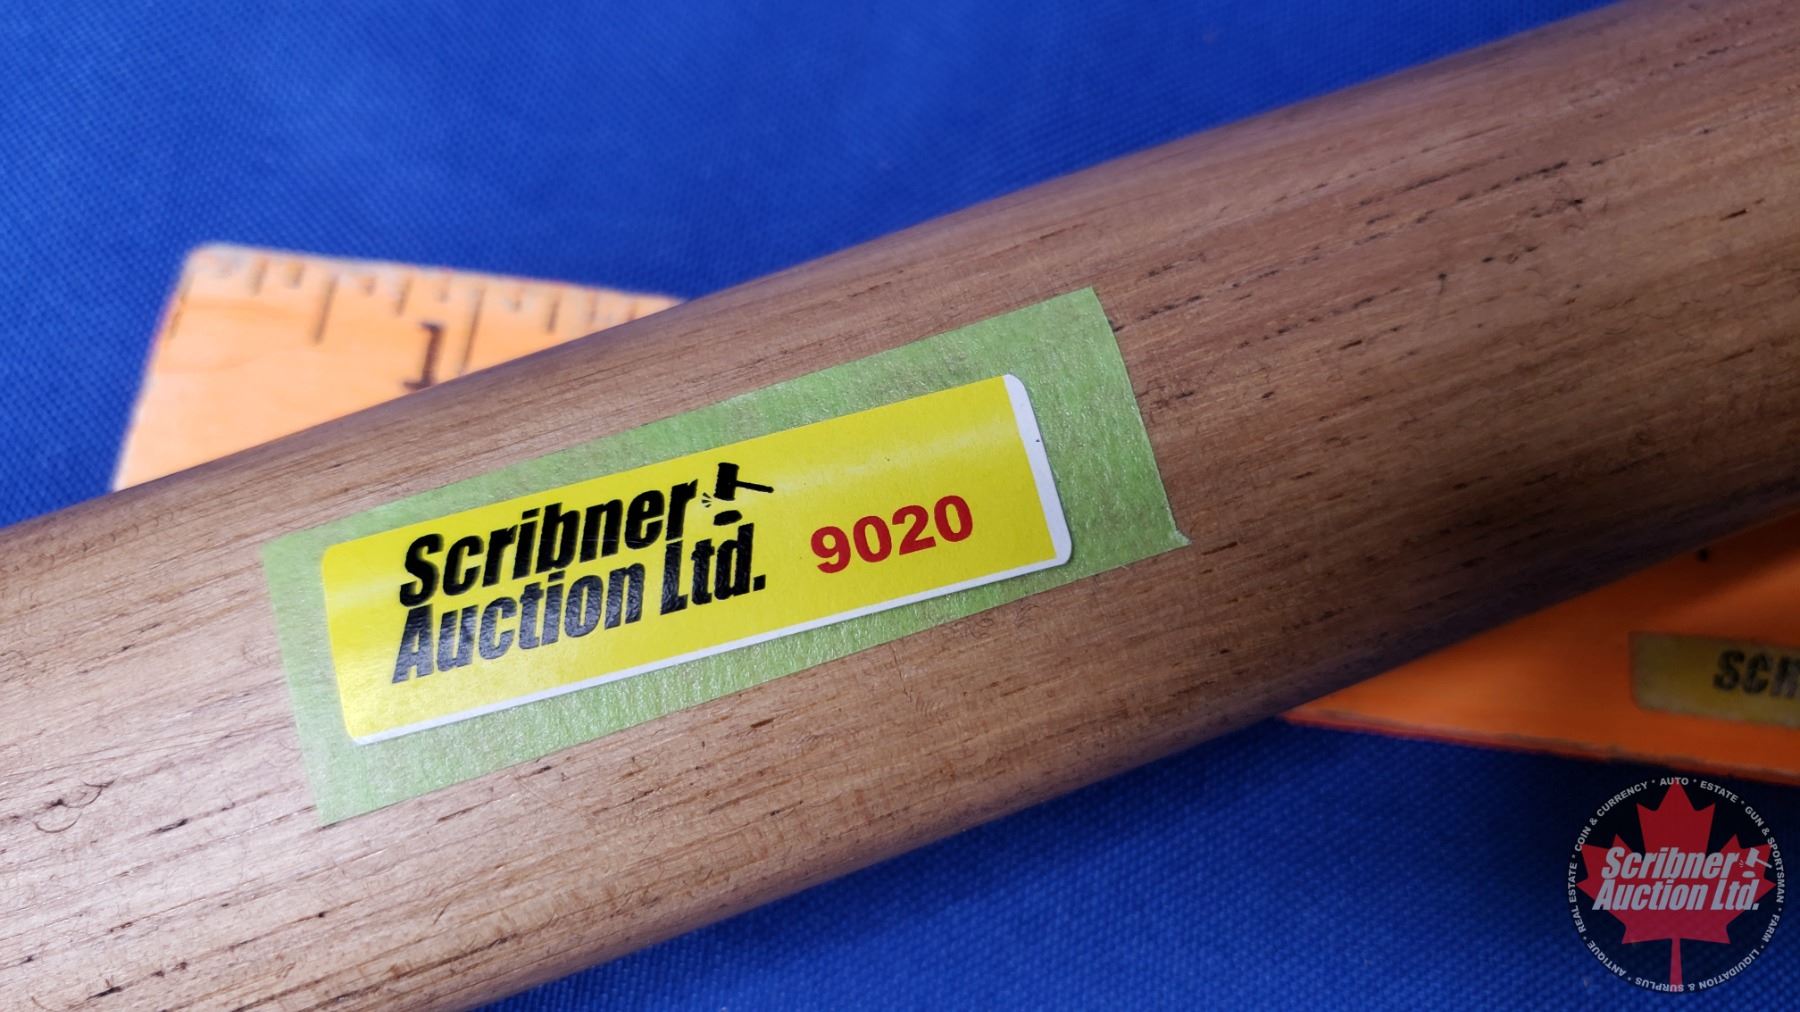 1
Scribner
Auction Ltd.
9020
COIN & CURRENCY • AUTO • ESTATE • GUN & SPORTSMAN • FARM • LIQUIDATION & SURPLUS • ANTIQUE • REAL ESTATE •
Scribner
Auction Ltd.